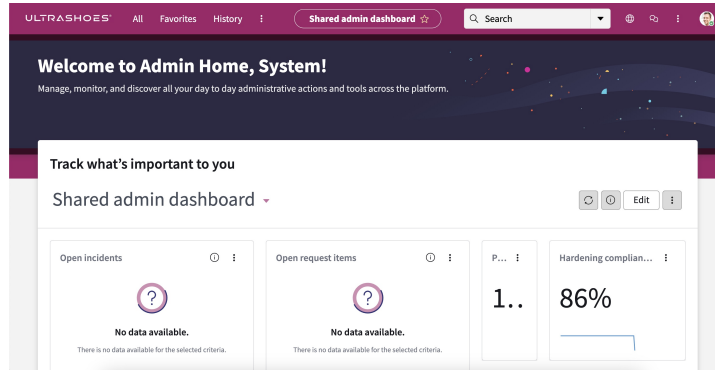 ULTRASHOES All Favorites History Shared admin dashboard Search
Welcome to Admin Home, System!
Manage, monitor, and discover all your day to day administrative actions and tools across the platform.
Track what's important to you
Shared admin dashboard
Edit
Open incidents
No data available.
There is no data available for the selected criteria.
Open request items
No data available.
There is no data available for the selected criteria.
P...
1..
Hardening complian...
86%